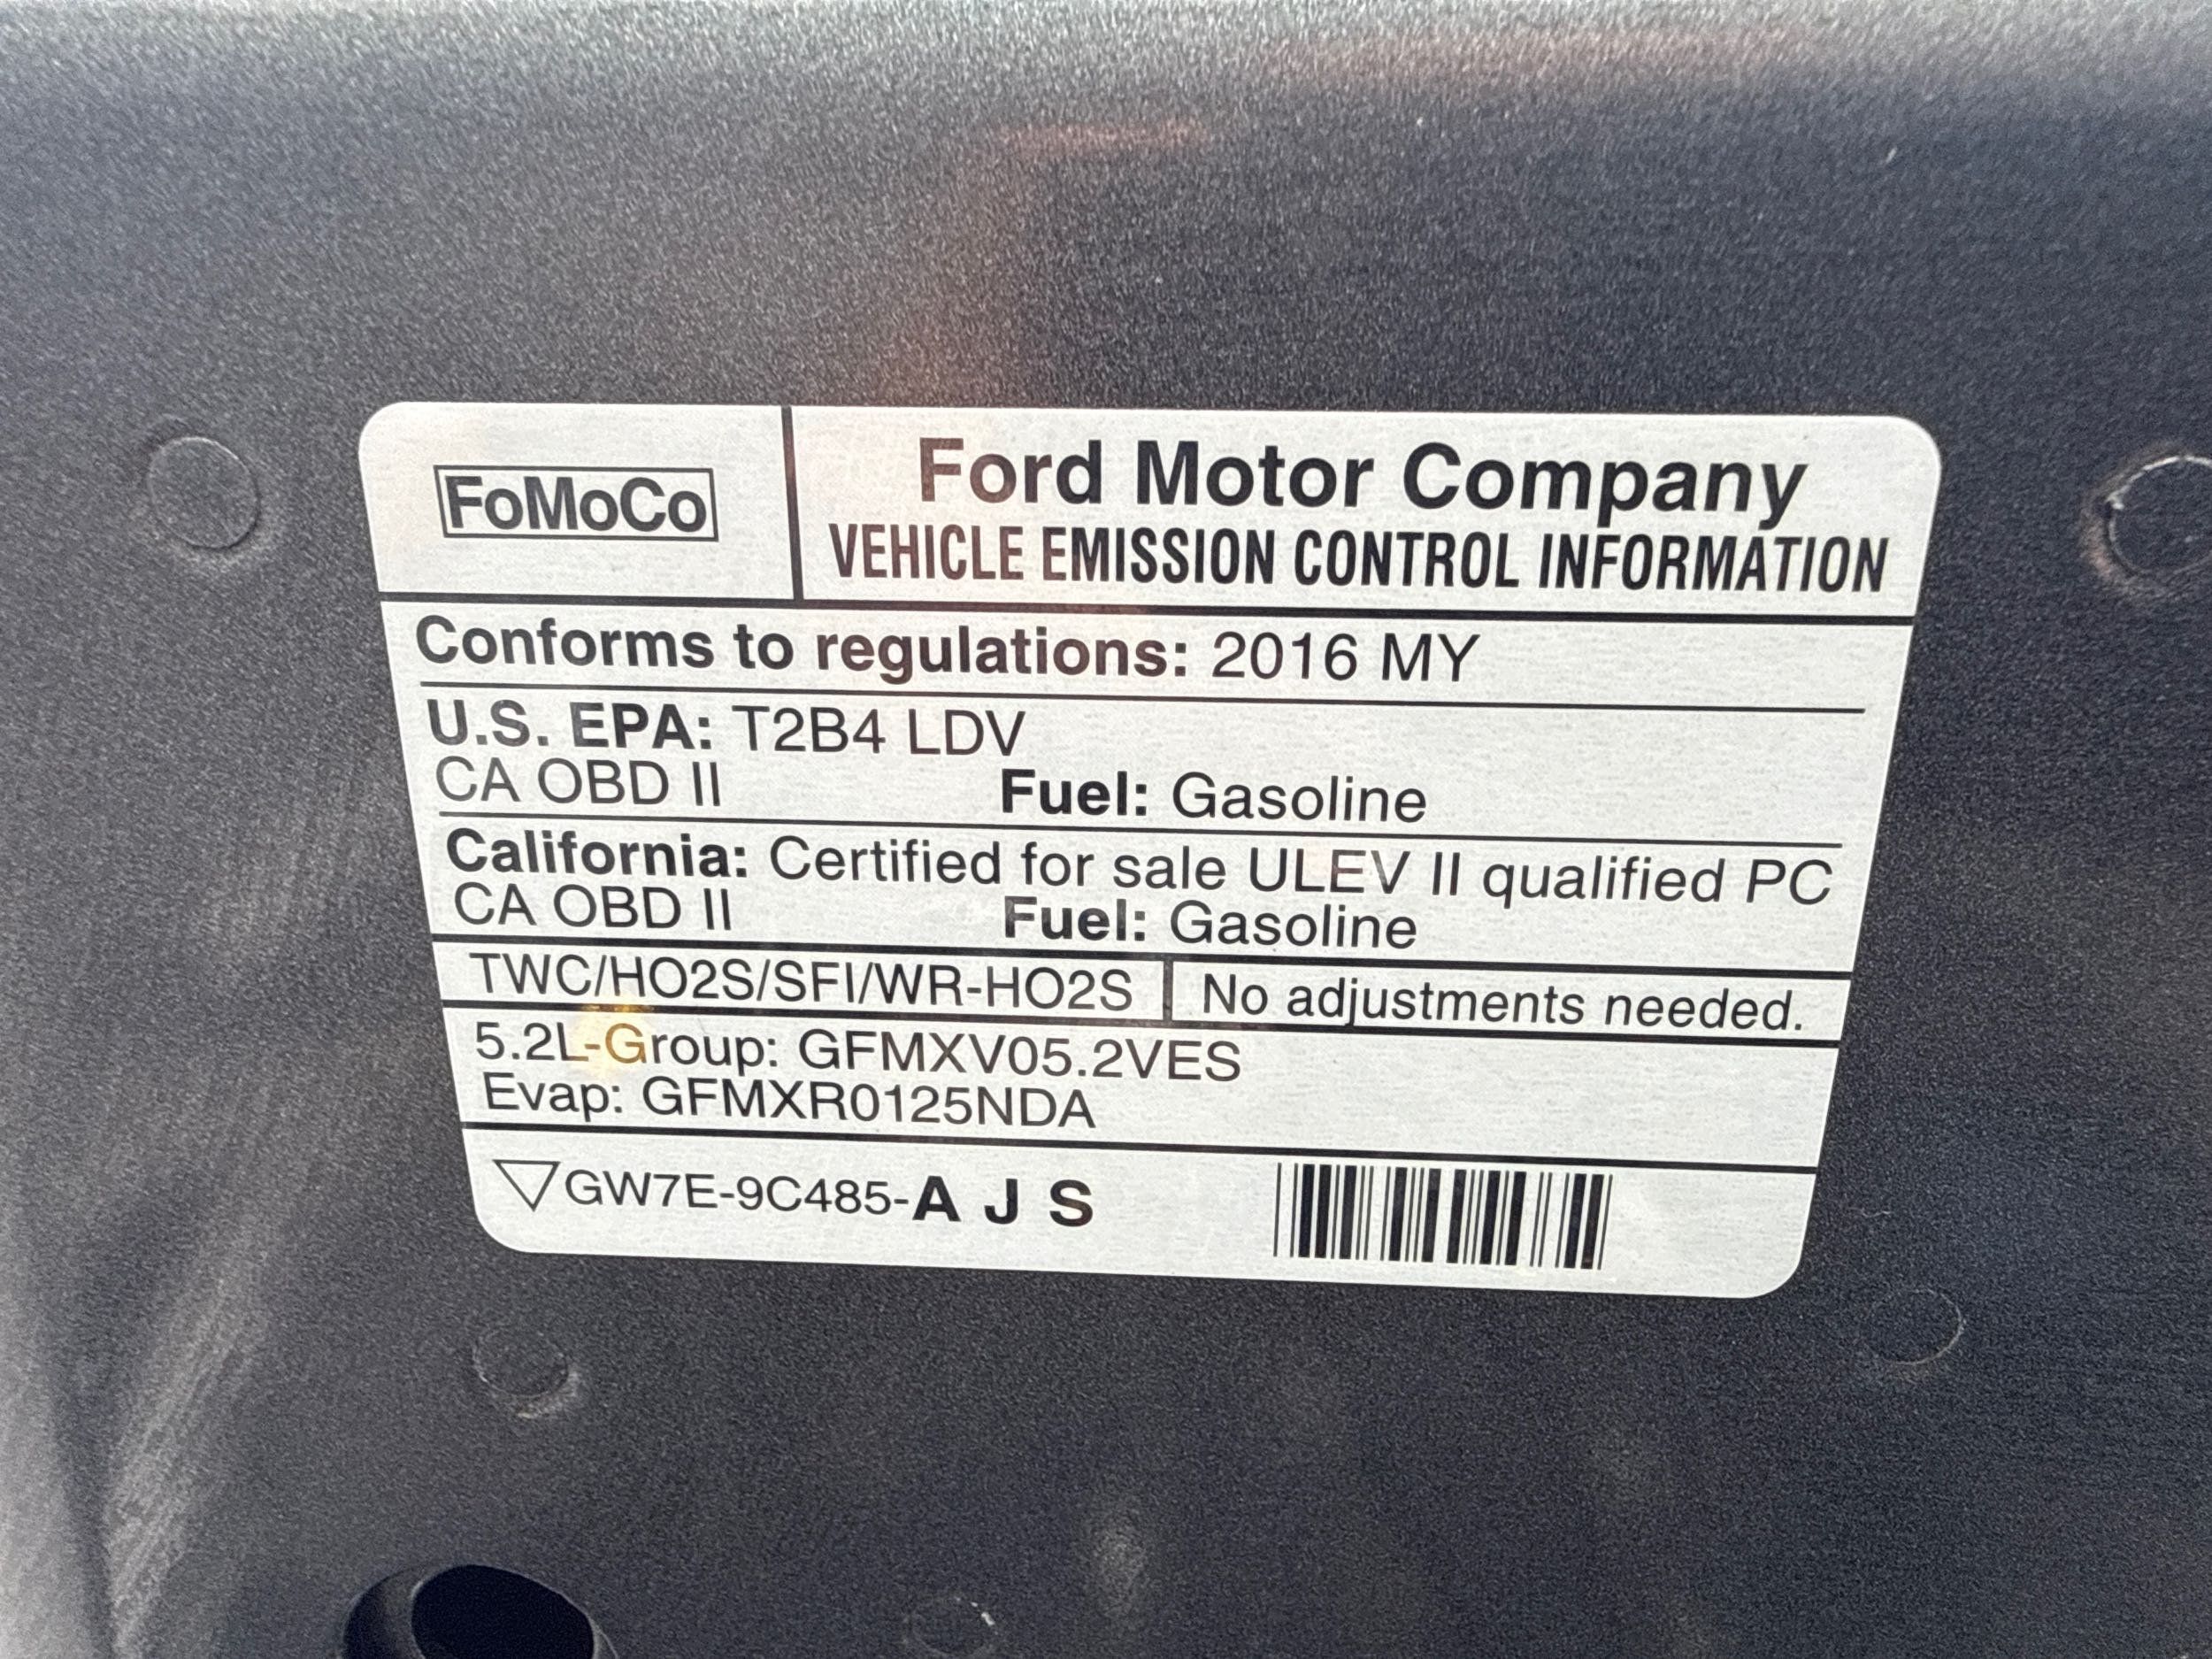 FoMoCo
Ford Motor Company
VEHICLE EMISSION CONTROL INFORMATION
Conforms to regulations: 2016 MY
U.S. EPA: T2B4 LDV
CA OBD II Fuel: Gasoline
California: Certified for sale ULEV II qualified PC
CA OBD II Fuel: Gasoline
TWC/HO2S/SFI/WR-HO2S No adjustments needed.
5.2L-Group: GFMXV05.2VES
Evap: GFMXR0125NDA
GW7E-9C485-A J S